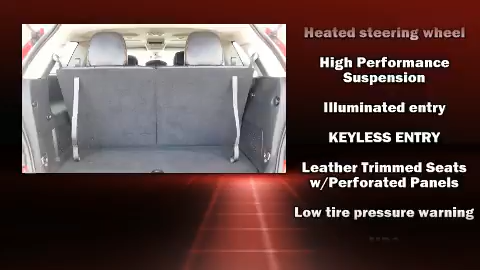 Heated steering wheel
High Performance
Suspension
Illuminated entry
KEYLESS ENTRY
Leather Trimmed Seats
w/Perforated Panels
Low tire pressure warning